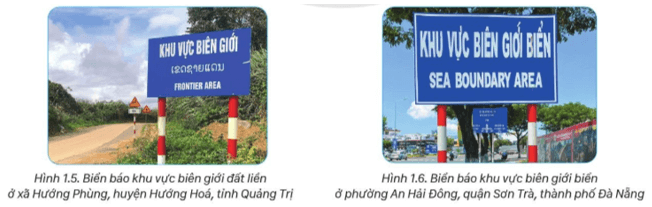 KHU VỰC BIÊN GIỚI
ເຂດຊາຍແດນ
FRONTIER AREA
KHU VỰC BIÊN GIỚI BIỂN
SEA BOUNDARY AREA
Hình 1.5. Biển báo khu vực biên giới đất liền
ở xã Hướng Phùng, huyện Hướng Hoá, tỉnh Quảng Trị
Hình 1.6. Biển báo khu vực biên giới biển
ở phường An Hải Đông, quận Sơn Trà, thành phố Đà Nẵng